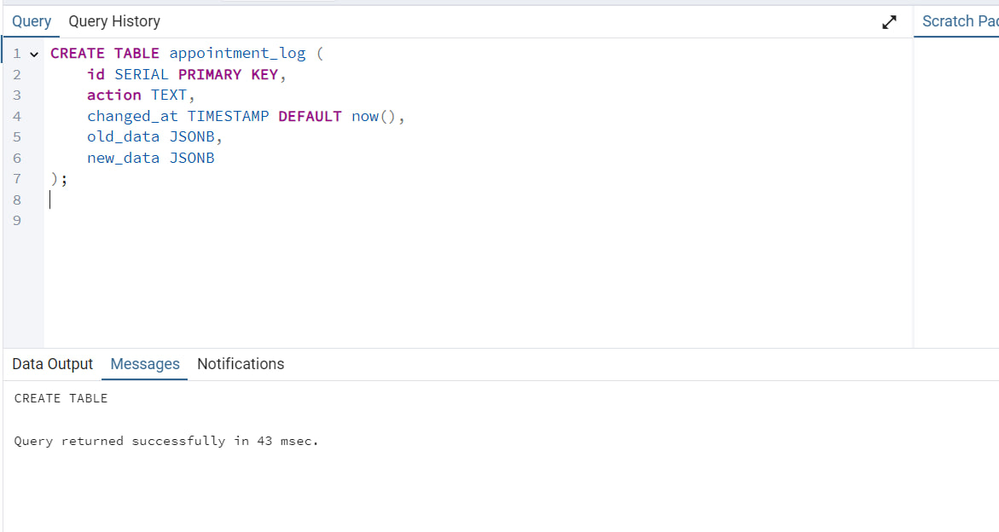 Query Query History Scratch Pac
1 CREATE TABLE appointment_log (
2 id SERIAL PRIMARY KEY,
3 action TEXT,
4 changed_at TIMESTAMP DEFAULT now(),
5 old_data JSONB,
6 new_data JSONB
7 );
8
9
Data Output Messages Notifications
CREATE TABLE
Query returned successfully in 43 msec.